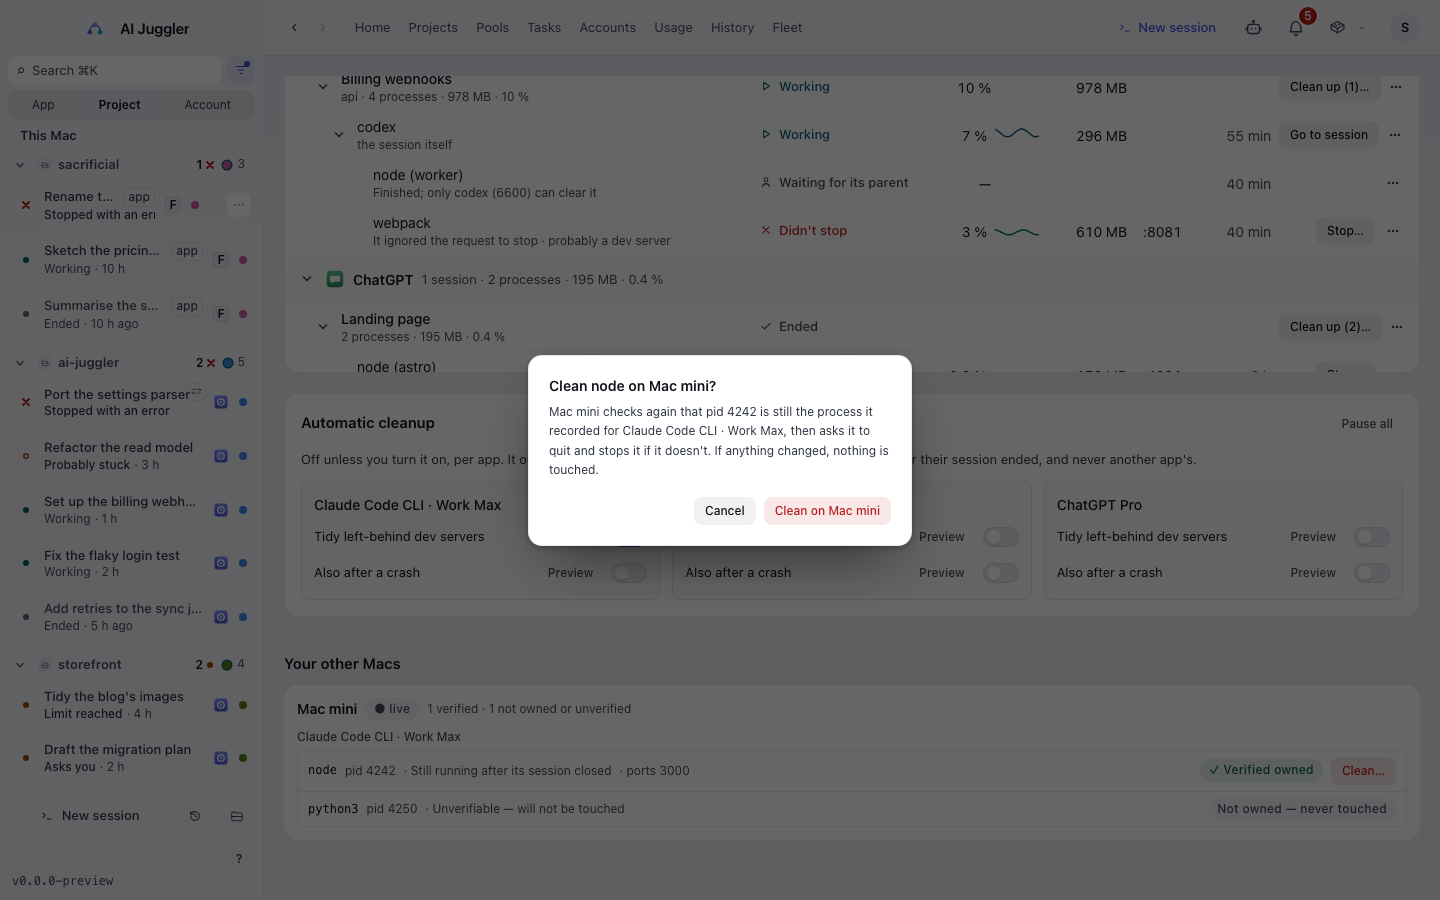 AI Juggler
Search ⌘K
App Project Account
This Mac
sacrificial 1 3
Rename t... app F
Stopped with an err
Sketch the pricin... app F
Working · 10 h
Summarise the s... app F
Ended · 10 h ago
ai-juggler 2 5
Port the settings parser
Stopped with an error
Refactor the read model
Probably stuck · 3 h
Set up the billing webh...
Working · 1 h
Fix the flaky login test
Working · 2 h
Add retries to the sync j...
Ended · 5 h ago
storefront 2 4
Tidy the blog's images
Limit reached · 4 h
Draft the migration plan
Asks you · 2 h
New session
?
v0.0.0-preview
Home Projects Pools Tasks Accounts Usage History Fleet
New session 5 S
Billing webhooks Working 10 % 978 MB Clean up (1)...
api · 4 processes · 978 MB · 10 %
codex Working 7 % 296 MB 55 min Go to session
the session itself
node (worker) Waiting for its parent — 40 min
Finished; only codex (6600) can clear it
webpack Didn't stop 3 % 610 MB :8081 40 min Stop...
It ignored the request to stop · probably a dev server
ChatGPT 1 session · 2 processes · 195 MB · 0.4 %
Landing page Ended Clean up (2)...
2 processes · 195 MB · 0.4 %
node (astro)
Clean node on Mac mini?
Mac mini checks again that pid 4242 is still the process it
recorded for Claude Code CLI · Work Max, then asks it to
quit and stops it if it doesn't. If anything changed, nothing is
touched.
Cancel Clean on Mac mini
Automatic cleanup Pause all
Off unless you turn it on, per app. It o
their session ended, and never another app's.
Claude Code CLI · Work Max
Tidy left-behind dev servers
Also after a crash Preview
Preview
Also after a crash Preview
ChatGPT Pro
Tidy left-behind dev servers Preview
Also after a crash Preview
Your other Macs
Mac mini live 1 verified · 1 not owned or unverified
Claude Code CLI · Work Max
node pid 4242 · Still running after its session closed · ports 3000 ✓ Verified owned Clean...
python3 pid 4250 · Unverifiable — will not be touched Not owned — never touched